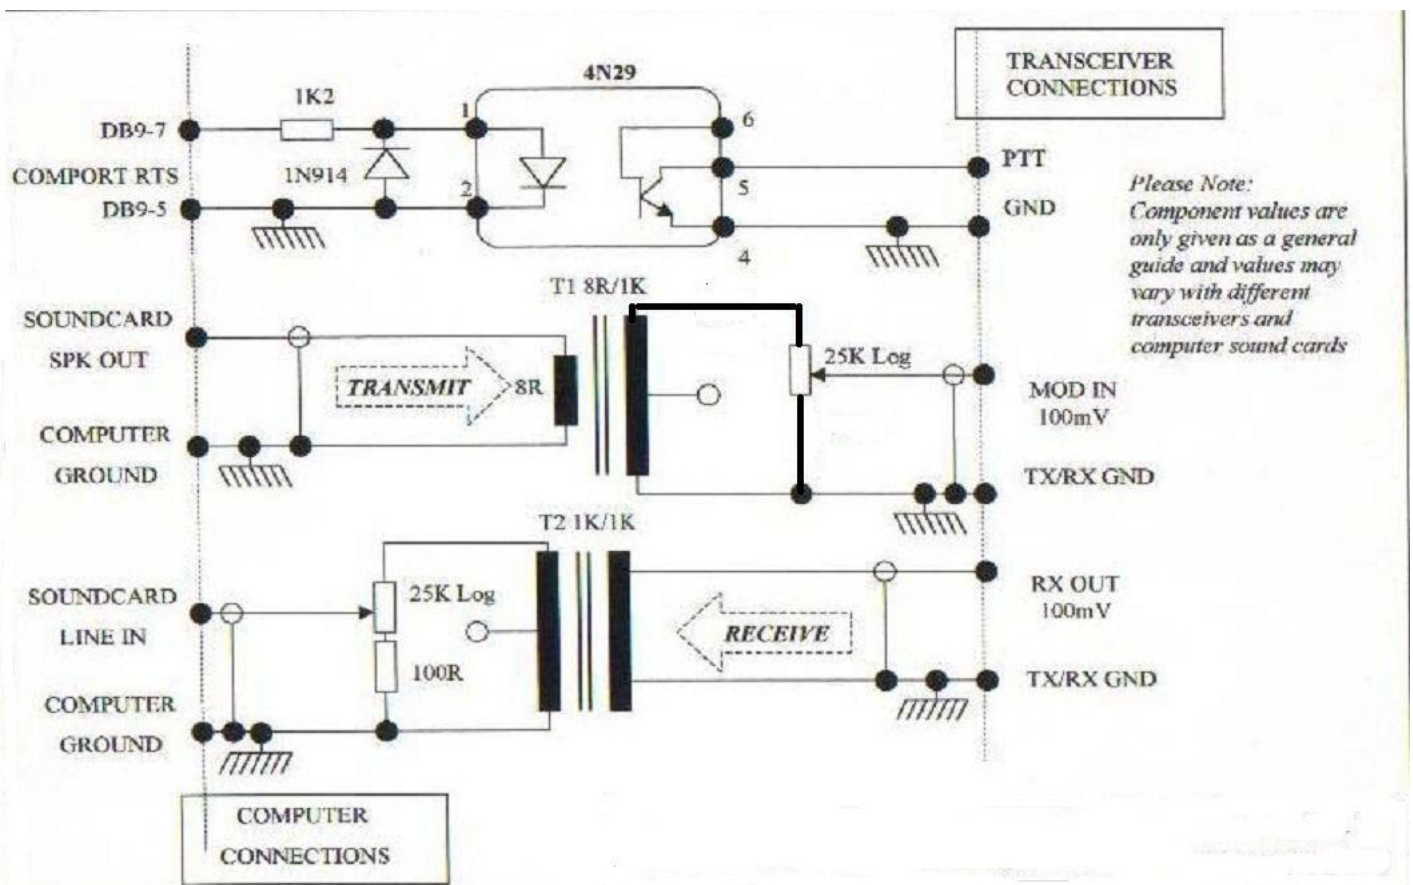 TRANSCEIVER
CONNECTIONS
4N29
1K2
1
6
DB9-7
PTT
COMPORT RTS
1N914
2
5
DB9-5
GND
4
Please Note:
Component values are
only given as a general
guide and values may
vary with different
transceivers and
computer sound cards
T1 8R/1K
SOUNDCARD
SPK OUT
TRANSMIT
8R
25K Log
MOD IN
100mV
COMPUTER
GROUND
TX/RX GND
T2 1K/1K
SOUNDCARD
LINE IN
25K Log
RX OUT
100mV
RECEIVE
100R
TX/RX GND
COMPUTER
GROUND
COMPUTER
CONNECTIONS